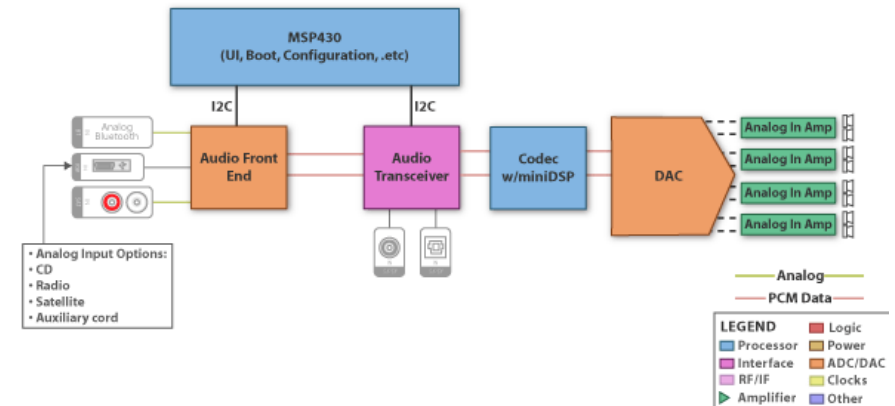 MSP430
(UI, Boot, Configuration, .etc)
I2C
I2C
Analog
Bluetooth
Audio Front
End
Audio
Transceiver
Codec
w/miniDSP
DAC
Analog In Amp
Analog In Amp
Analog In Amp
Analog In Amp
• Analog Input Options:
• CD
• Radio
• Satellite
• Auxiliary cord
Analog
PCM Data
LEGEND
Processor
Interface
RF/IF
Amplifier
Logic
Power
ADC/DAC
Clocks
Other